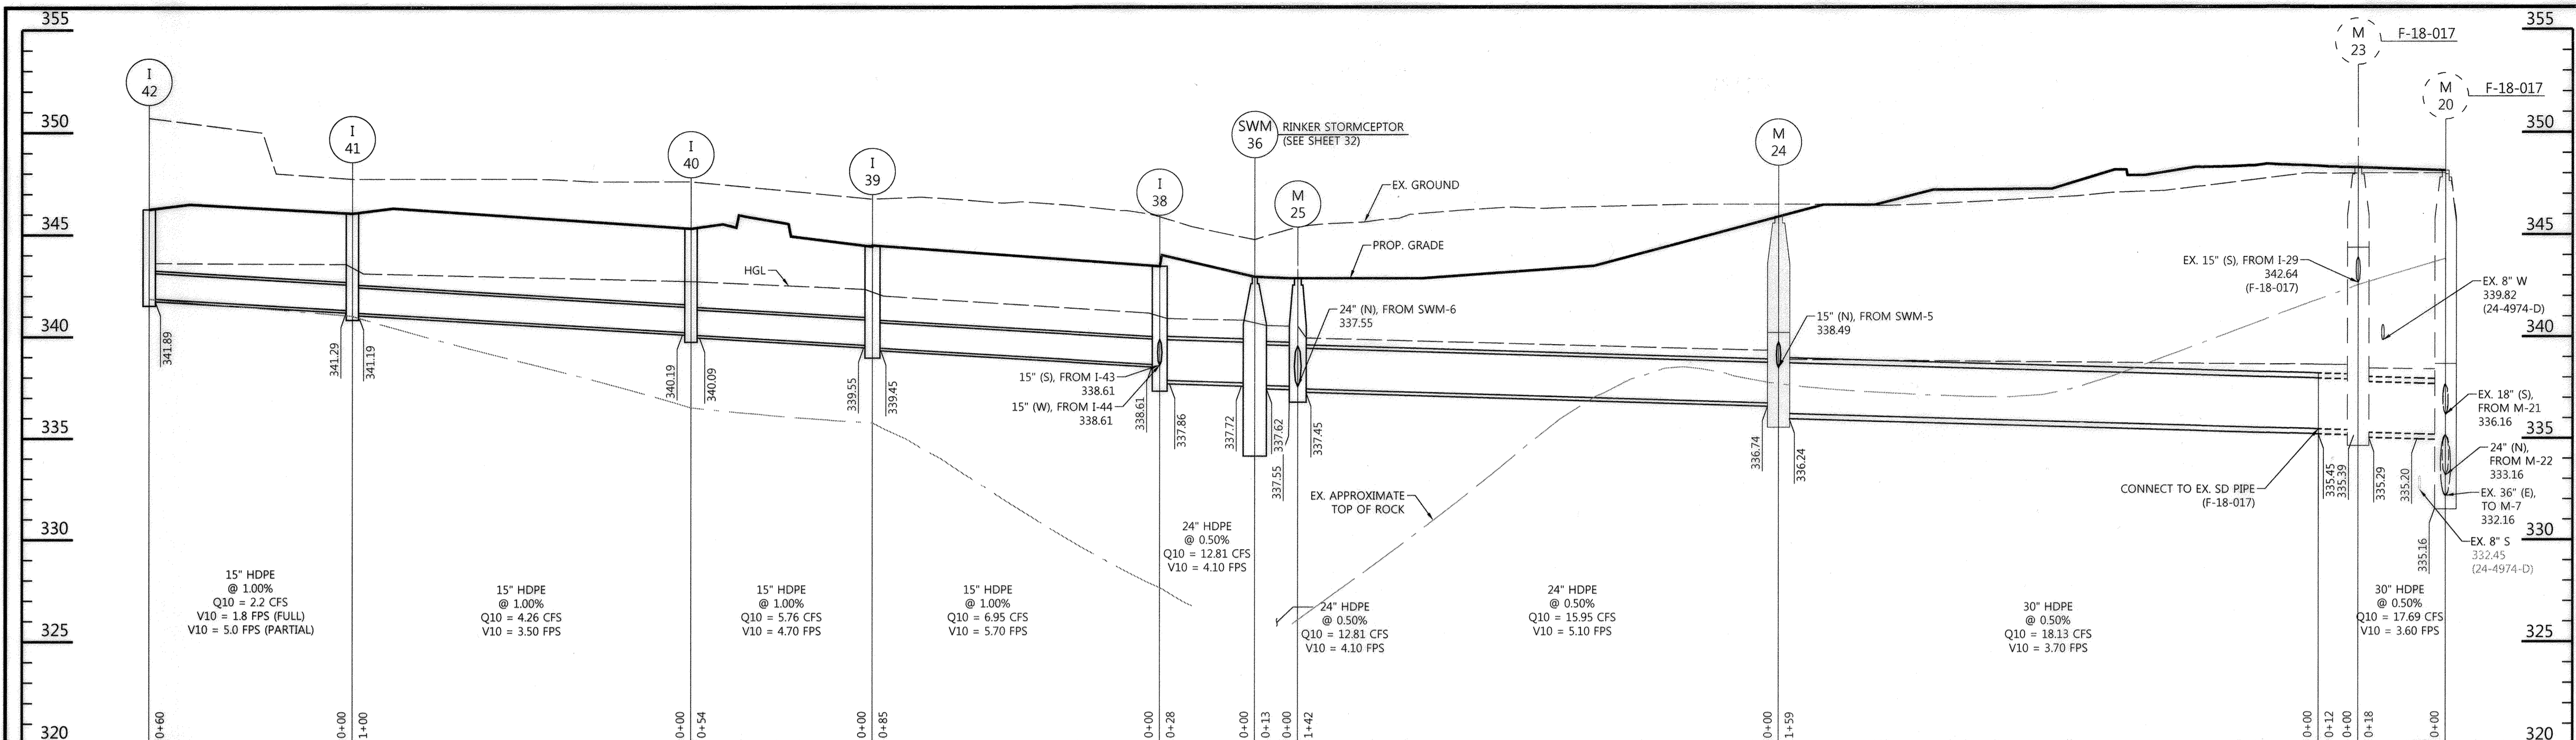 355
350
345
340
335
330
325
320
I
42
I
41
I
40
I
39
I
38
SWM
36
RINKER STORMCEPTOR
(SEE SHEET 32)
M
25
M
24
M
23
F-18-017
M
20
F-18-017
355
350
345
340
335
330
325
320
EX. GROUND
PROP. GRADE
HGL
24" (N), FROM SWM-6
337.55
15" (N), FROM SWM-5
338.49
EX. 15" (S), FROM I-29
342.64
(F-18-017)
EX. 8" W
339.82
(24-4974-D)
15" (S), FROM I-43
338.61
15" (W), FROM I-44
338.61
EX. APPROXIMATE
TOP OF ROCK
CONNECT TO EX. SD PIPE
(F-18-017)
EX. 18" (S),
FROM M-21
336.16
24" (N),
FROM M-22
333.16
EX. 36" (E),
TO M-7
332.16
EX. 8" S
332.45
(24-4974-D)
341.89
341.29
341.19
340.19
340.09
339.55
339.45
338.61
337.86
337.72
337.62
337.55
337.45
336.74
336.24
335.45
335.39
335.29
335.20
335.16
15" HDPE
@ 1.00%
Q10 = 2.2 CFS
V10 = 1.8 FPS (FULL)
V10 = 5.0 FPS (PARTIAL)
15" HDPE
@ 1.00%
Q10 = 4.26 CFS
V10 = 3.50 FPS
15" HDPE
@ 1.00%
Q10 = 5.76 CFS
V10 = 4.70 FPS
15" HDPE
@ 1.00%
Q10 = 6.95 CFS
V10 = 5.70 FPS
24" HDPE
@ 0.50%
Q10 = 12.81 CFS
V10 = 4.10 FPS
24" HDPE
@ 0.50%
Q10 = 12.81 CFS
V10 = 4.10 FPS
24" HDPE
@ 0.50%
Q10 = 15.95 CFS
V10 = 5.10 FPS
30" HDPE
@ 0.50%
Q10 = 18.13 CFS
V10 = 3.70 FPS
30" HDPE
@ 0.50%
Q10 = 17.69 CFS
V10 = 3.60 FPS
0+60
0+00
1+00
0+00
0+54
0+00
0+85
0+00
0+28
0+00
0+13
0+00
1+42
0+00
1+59
0+00
0+12
0+00
0+18
0+00